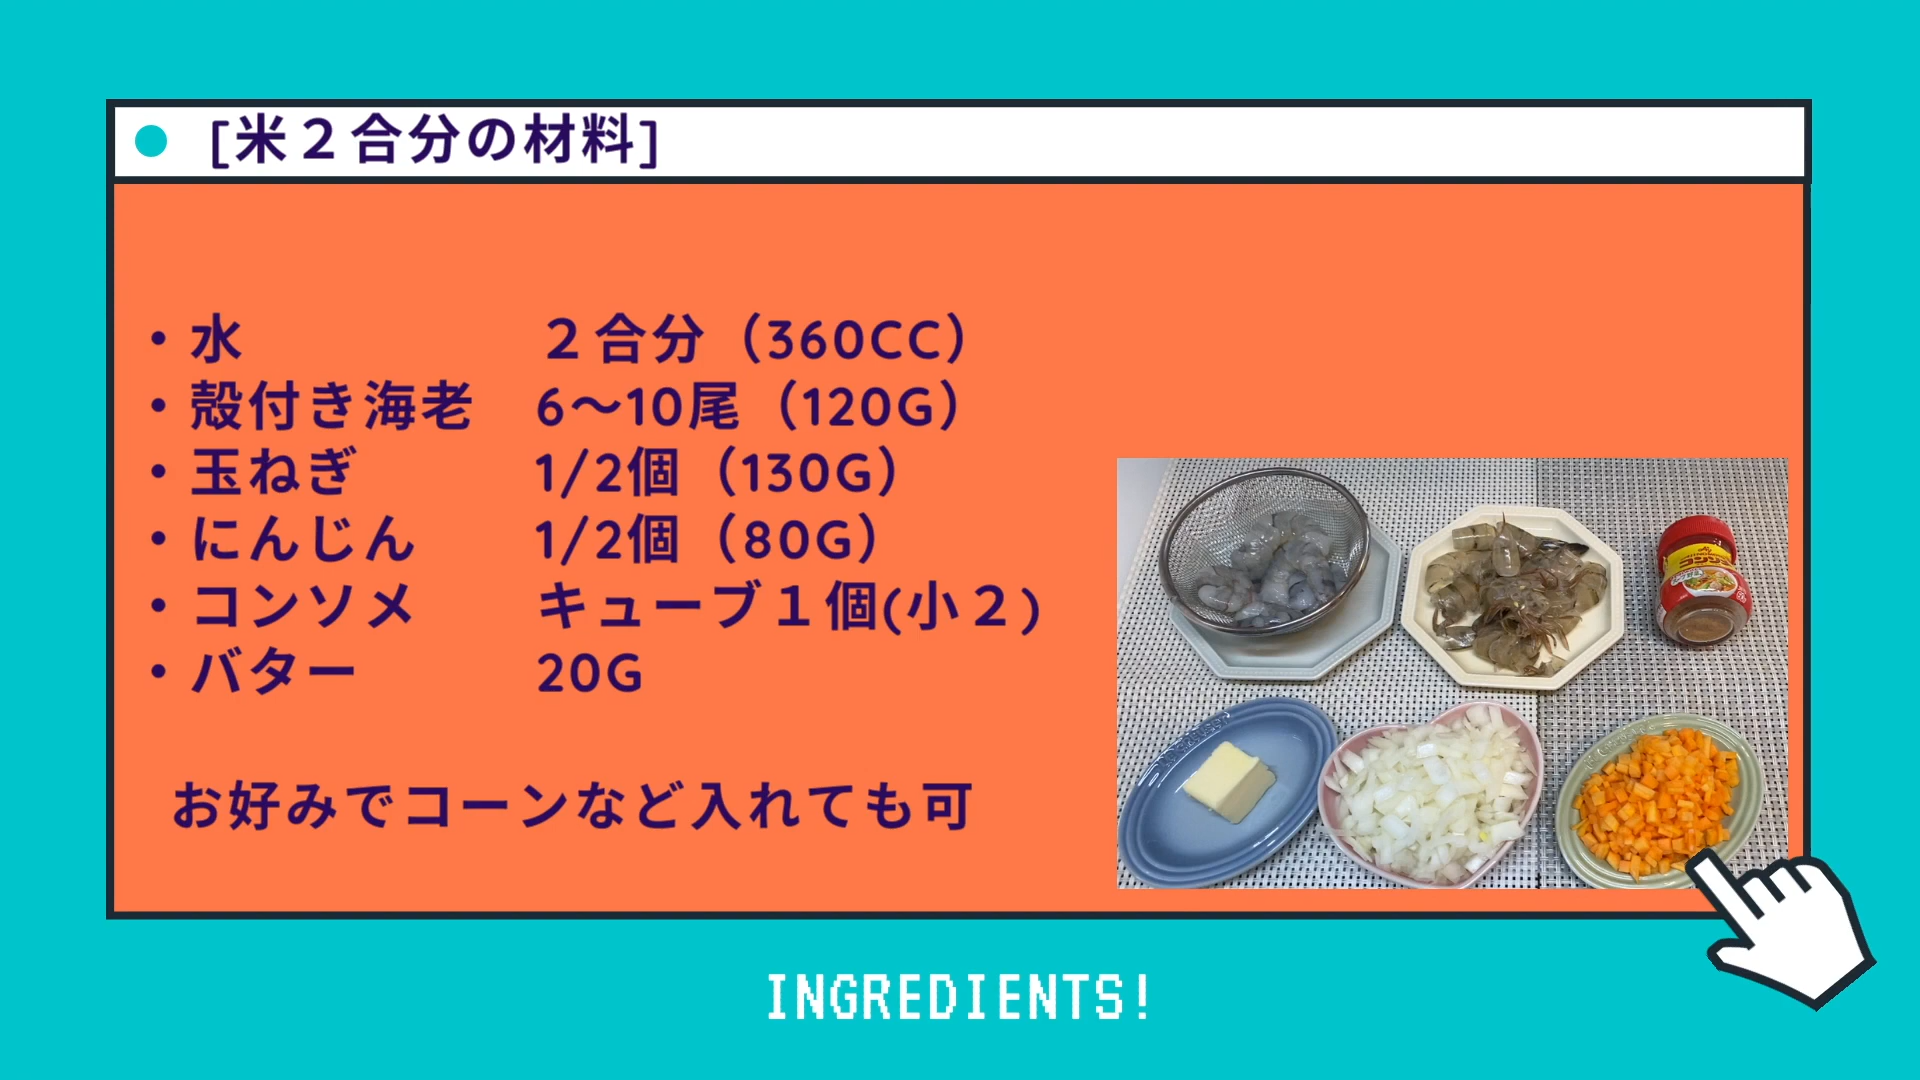 [米２合分の材料]
・水 ２合分（360CC）
・殻付き海老 6〜10尾（120G）
・玉ねぎ 1/2個（130G）
・にんじん 1/2個（80G）
・コンソメ キューブ１個(小２)
・バター 20G
お好みでコーンなど入れても可
INGREDIENTS!